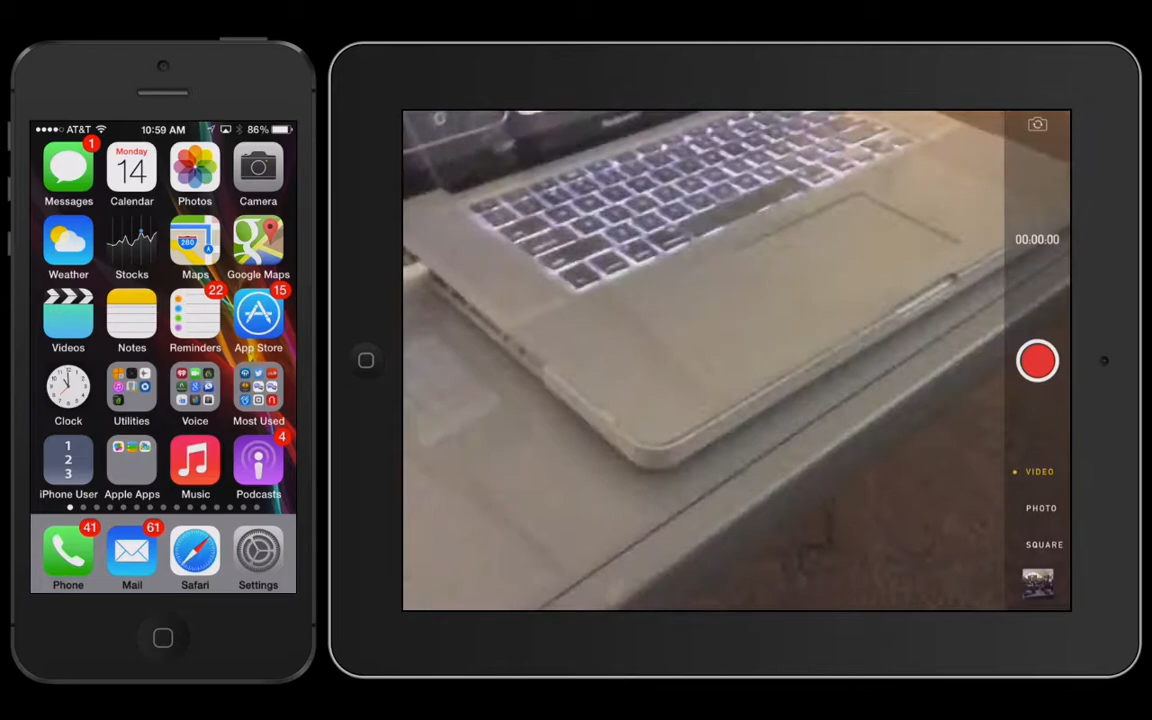 AT&T 10:59 AM 86%
1 Monday
14
Messages Calendar Photos Camera
280
Weather Stocks Maps Google Maps
22 15
Videos Notes Reminders App Store
Clock Utilities Voice Most Used
1
2
3
4
iPhone User Apple Apps Music Podcasts
41 61
Phone Mail Safari Settings
00:00:00
VIDEO
PHOTO
SQUARE